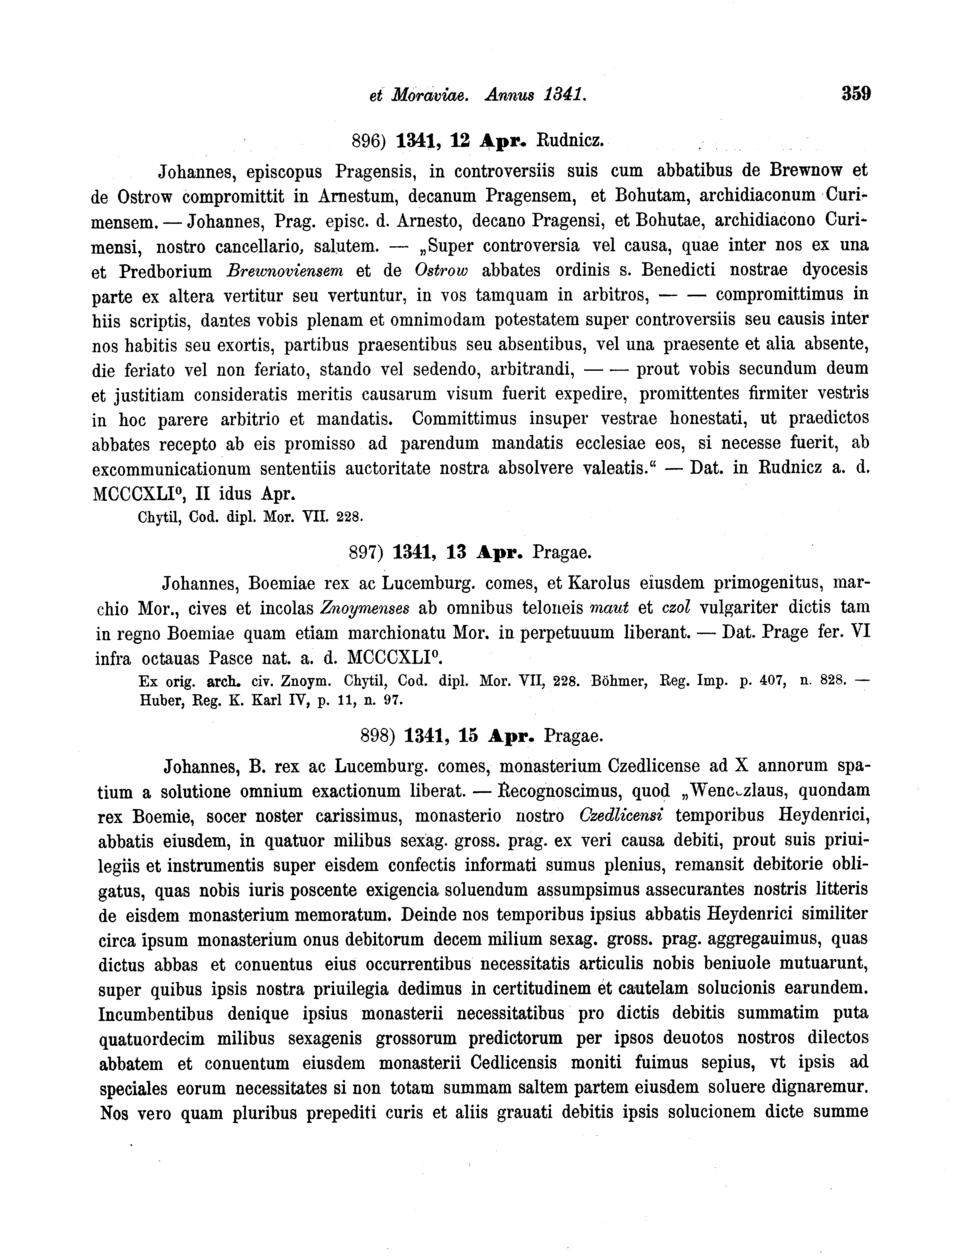 et Moraviae. Annus 1341. 359
896) 1341, 12 Apr. Rudnicz.
Johannes, episcopus Pragensis, in controversiis suis cum abbatibus de Brewnow et
de Ostrow compromittit in Arnestum, decanum Pragensem, et Bohutam, archidiaconum Curi-
mensem. — Johannes, Prag. episc. d. Arnesto, decano Pragensi, et Bohutae, archidiacono Curi-
mensi, nostro cancellario, salutem. — „Super controversia vel causa, quae inter nos ex una
et Predborium Brewnoviensem et de Ostrow abbates ordinis s. Benedicti nostrae dyocesis
parte ex altera vertitur seu vertuntur, in vos tamquam in arbitros, — — compromittimus in
hiis scriptis, dantes vobis plenam et omnimodam potestatem super controversiis seu causis inter
nos habitis seu exortis, partibus praesentibus seu absentibus, vel una praesente et alia absente,
die feriato vel non feriato, stando vel sedendo, arbitrandi, — — prout vobis secundum deum
et justitiam consideratis meritis causarum visum fuerit expedire, promittentes firmiter vestris
in hoc parere arbitrio et mandatis. Committimus insuper vestrae honestati, ut praedictos
abbates recepto ab eis promisso ad parendum mandatis ecclesiae eos, si necesse fuerit, ab
excommunicationum sententiis auctoritate nostra absolvere valeatis.“ — Dat. in Rudnicz a. d.
MCCCXLI⁰, II idus Apr.
Chytil, Cod. dipl. Mor. VII. 228.
897) 1341, 13 Apr. Pragae.
Johannes, Boemiae rex ac Lucemburg. comes, et Karolus eiusdem primogenitus, mar-
chio Mor., cives et incolas Znoymenses ab omnibus teloneis maut et czol vulgariter dictis tam
in regno Boemiae quam etiam marchionatu Mor. in perpetuuum liberant. — Dat. Prage fer. VI
infra octauas Pasce nat. a. d. MCCCXLI⁰.
Ex orig. arch. civ. Znoym. Chytil, Cod. dipl. Mor. VII, 228. Böhmer, Reg. Imp. p. 407, n. 828. —
Huber, Reg. K. Karl IV, p. 11, n. 97.
898) 1341, 15 Apr. Pragae.
Johannes, B. rex ac Lucemburg. comes, monasterium Czedlicense ad X annorum spa-
tium a solutione omnium exactionum liberat. — Recognoscimus, quod „Wenczlaus, quondam
rex Boemie, socer noster carissimus, monasterio nostro Czedlicensi temporibus Heydenrici,
abbatis eiusdem, in quatuor milibus sexag. gross. prag. ex veri causa debiti, prout suis priui-
legiis et instrumentis super eisdem confectis informati sumus plenius, remansit debitorie obli-
gatus, quas nobis iuris poscente exigencia soluendum assumpsimus assecurantes nostris litteris
de eisdem monasterium memoratum. Deinde nos temporibus ipsius abbatis Heydenrici similiter
circa ipsum monasterium onus debitorum decem milium sexag. gross. prag. aggregauimus, quas
dictus abbas et conuentus eius occurrentibus necessitatis articulis nobis beniuole mutuarunt,
super quibus ipsis nostra priuilegia dedimus in certitudinem et cautelam solucionis earundem.
Incumbentibus denique ipsius monasterii necessitatibus pro dictis debitis summatim puta
quatuordecim milibus sexagenis grossorum predictorum per ipsos deuotos nostros dilectos
abbatem et conuentum eiusdem monasterii Cedlicensis moniti fuimus sepius, vt ipsis ad
speciales eorum necessitates si non totam summam saltem partem eiusdem soluere dignaremur.
Nos vero quam pluribus prepediti curis et aliis grauati debitis ipsis solucionem dicte summe